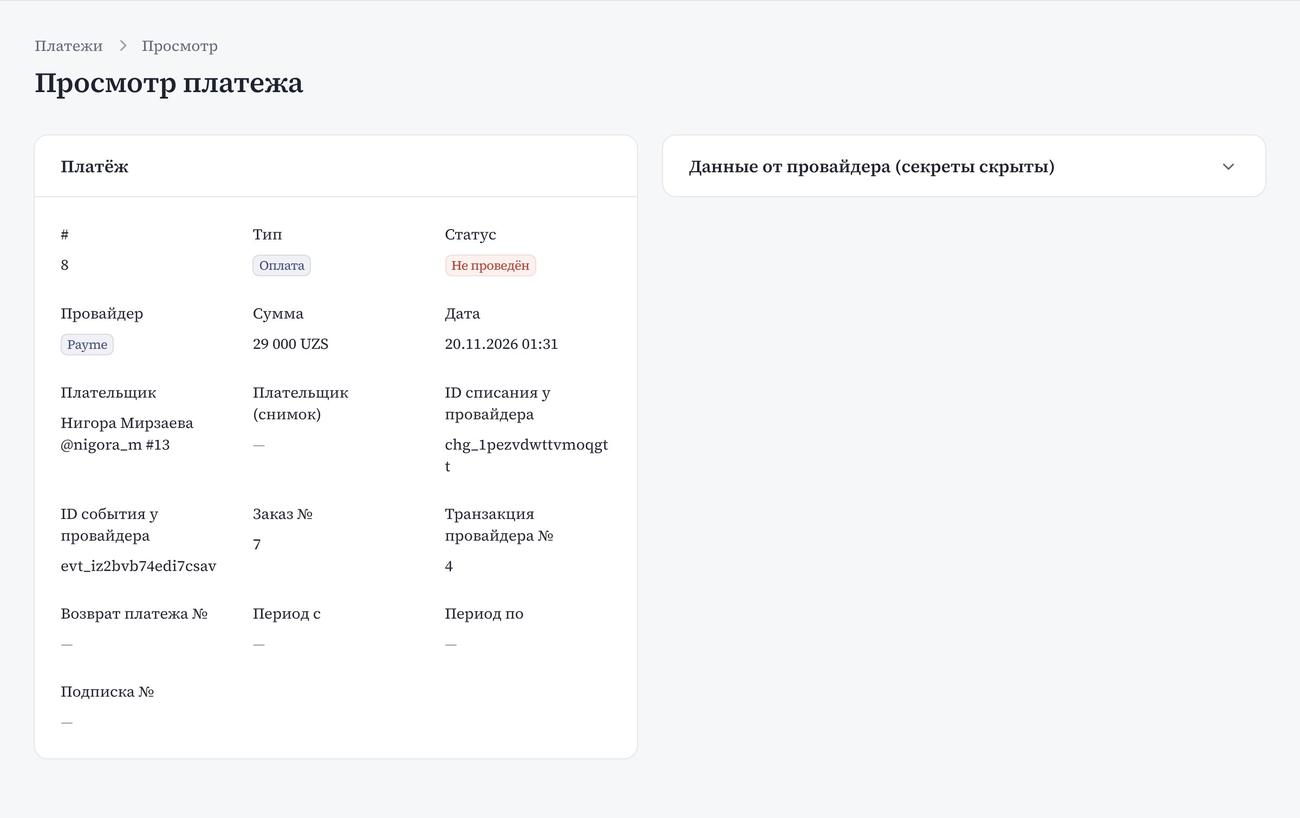 Платежи
Просмотр
Просмотр платежа
Платёж
#
8
Тип
Оплата
Статус
Не проведён
Провайдер
Payme
Сумма
29 000 UZS
Дата
20.11.2026 01:31
Плательщик
Нигора Мирзаева
@nigora_m #13
Плательщик
(снимок)
—
ID списания у
провайдера
chg_1pezvdwttvmoqgt
t
ID события у
провайдера
evt_iz2bvb74edi7csav
Заказ №
7
Транзакция
провайдера №
4
Возврат платежа №
—
Период с
—
Период по
—
Подписка №
—
Данные от провайдера (секреты скрыты)